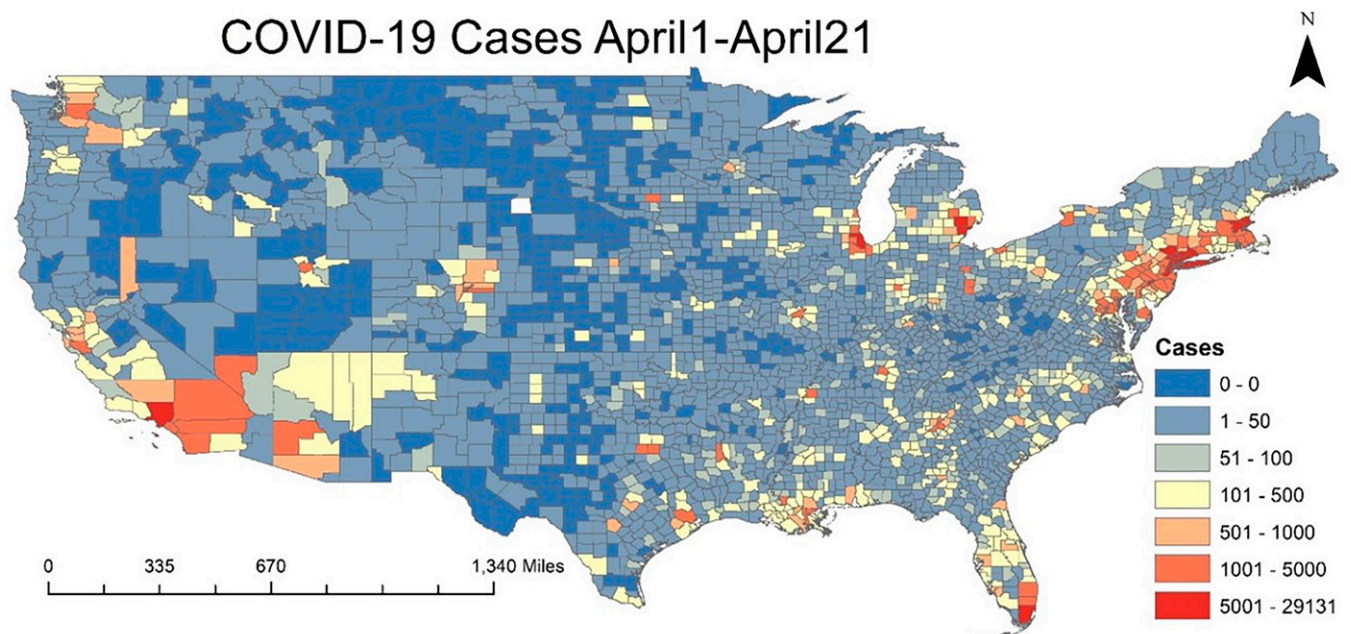 COVID-19 Cases April1-April21
N
Cases
0 - 0
1 - 50
51 - 100
101 - 500
501 - 1000
1001 - 5000
5001 - 29131
0 335 670 1,340 Miles